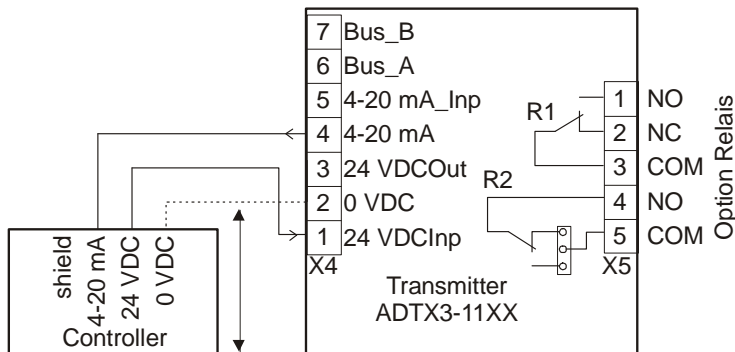 7 Bus_B
6 Bus_A
5 4-20 mA_Inp
4 4-20 mA
3 24 VDCOut
2 0 VDC
1 24 VDCInp
X4
R1
R2
1 NO
2 NC
3 COM
4 NO
5 COM
X5
Option Relais
Transmitter
ADTX3-11XX
shield
4-20 mA
24 VDC
0 VDC
Controller